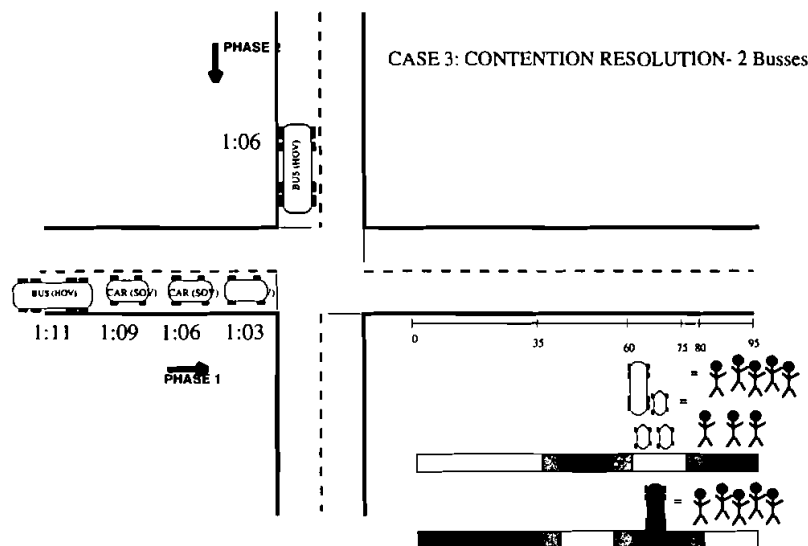 PHASE
CASE 3: CONTENTION RESOLUTION- 2 Busses
1:06
BUS (HOV)
BUS (HOV)
CAR (SOV)
CAR (SOV)
1:11 1:09 1:06 1:03
PHASE 1
0 35 60 75 80 95
=
=
=